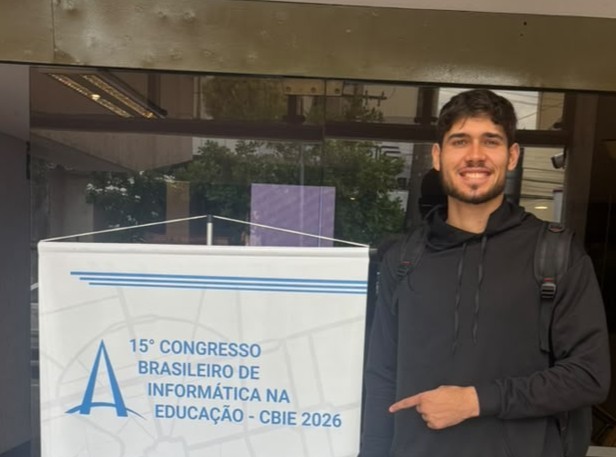 15° CONGRESSO
BRASILEIRO DE
INFORMÁTICA NA
EDUCAÇÃO - CBIE 2026